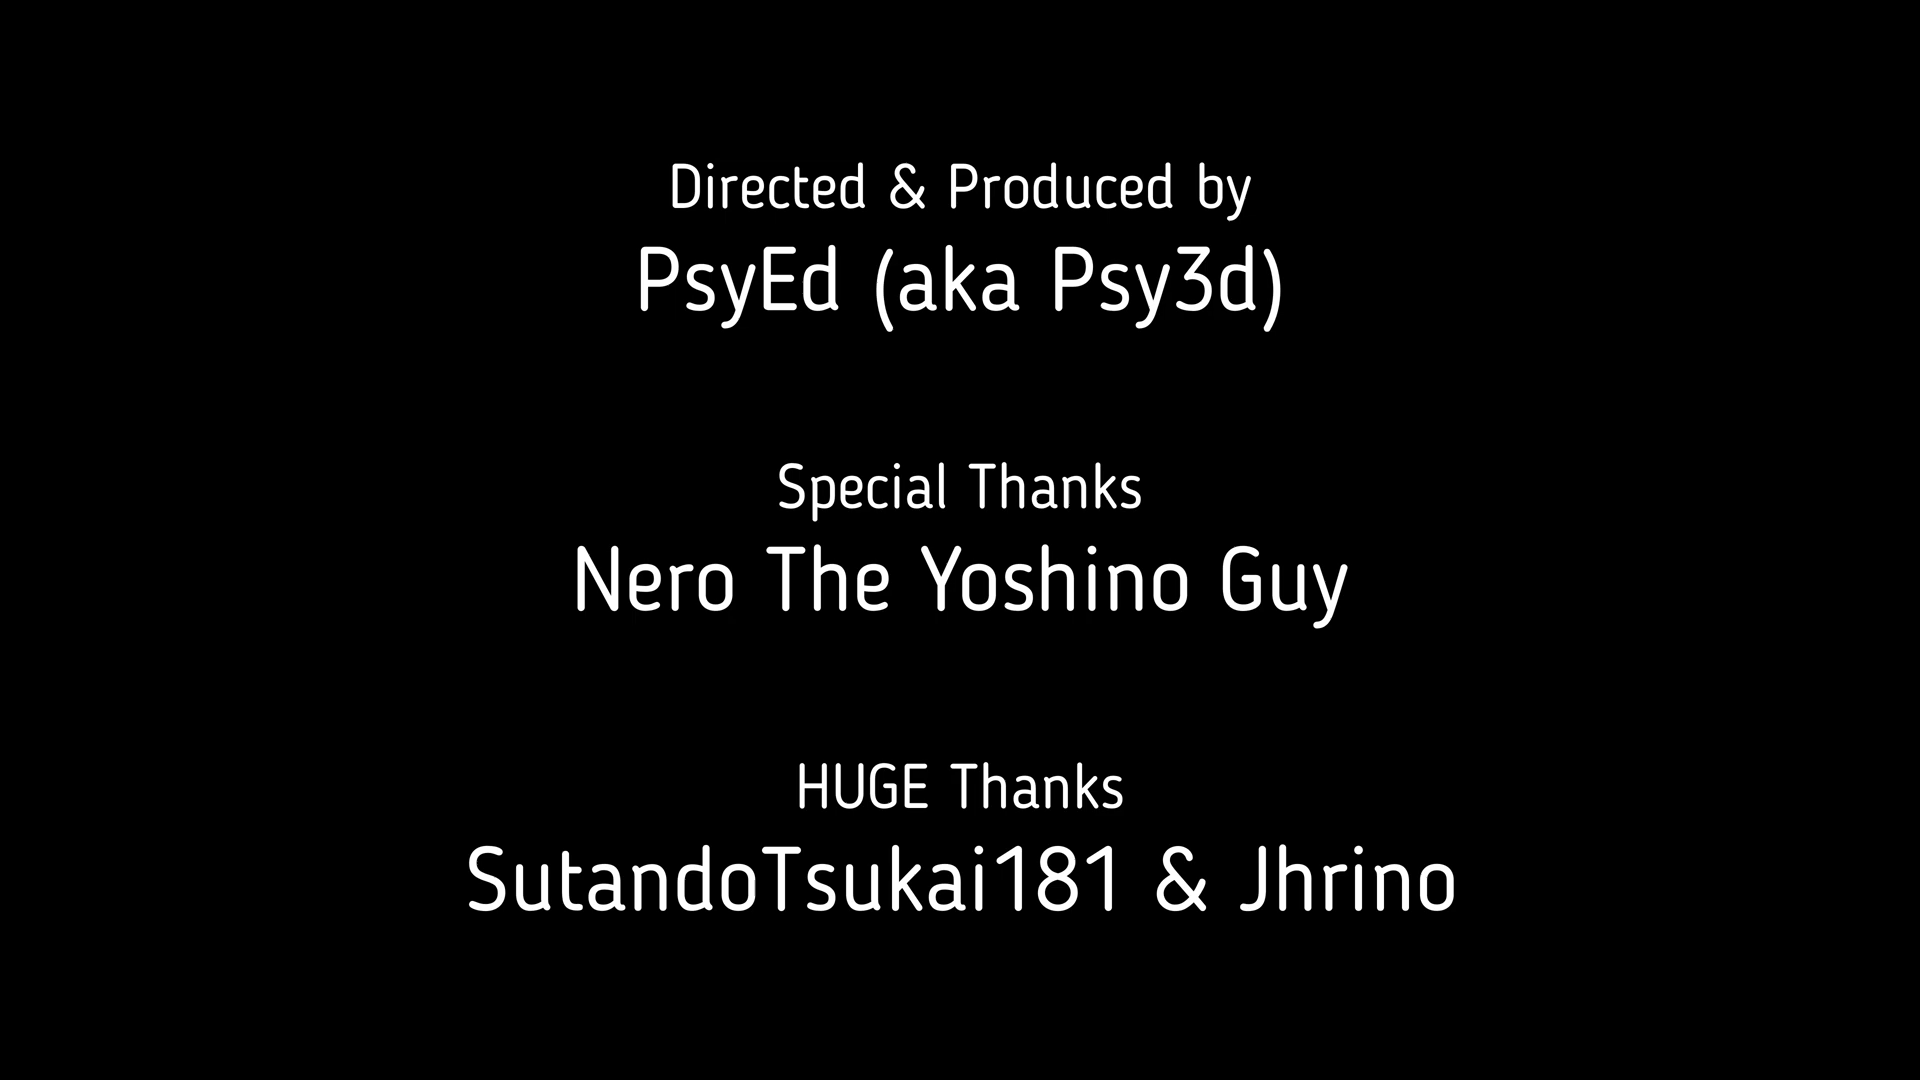 Directed & Produced by
PsyEd (aka Psy3d)
Special Thanks
Nero The Yoshino Guy
HUGE Thanks
SutandoTsukai181 & Jhrino